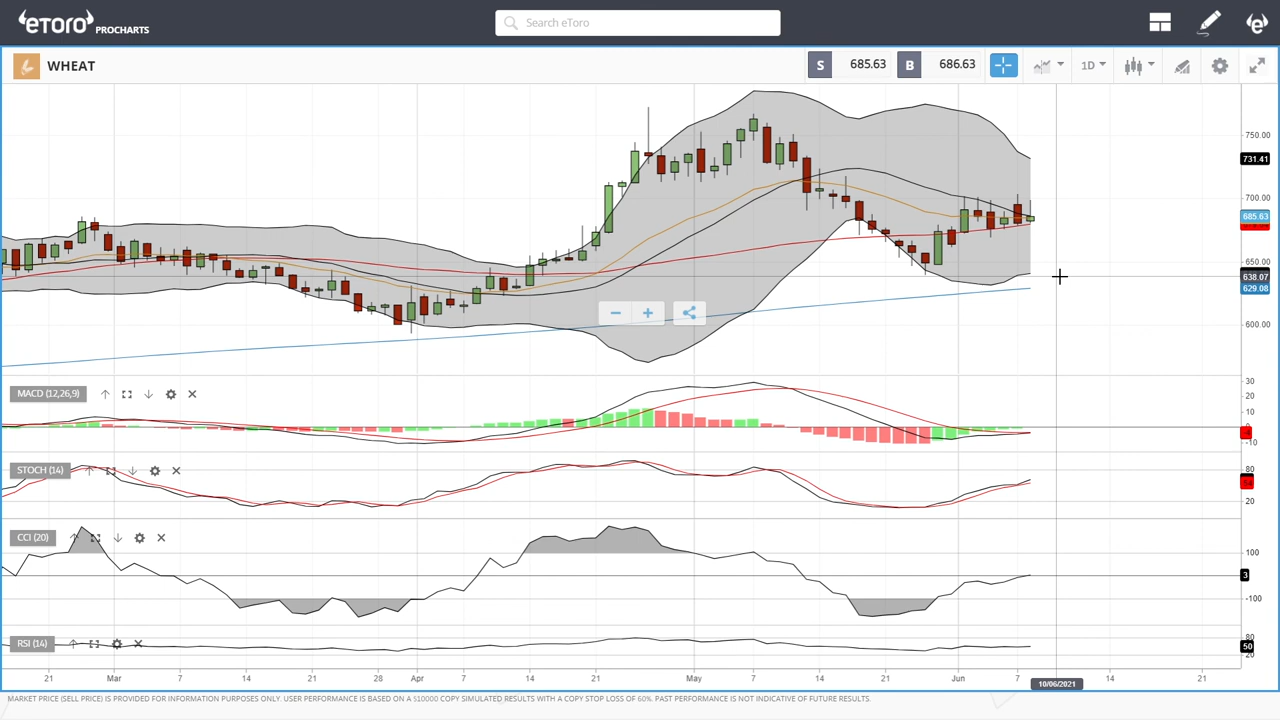 eTORO PROCHARTS
Search eToro
WHEAT
S 685.63 B 686.63
1D
750.00
731.41
700.00
685.63
650.00
638.07
629.08
600.00
MACD (12,26,9)
30
20
10
0
-10
STOCH (14)
80
20
CCI (20)
100
3
-100
RSI (14)
80
50
20
21 Mar 7 14 21 28 Apr 7 14 21 May 7 14 21 Jun 7 14 21
10/06/2021
MARKET PRICE (SELL PRICE) IS PROVIDED FOR INFORMATION PURPOSES ONLY. USER PERFORMANCE IS BASED ON A $10000 COPY SIMULATED RESULTS WITH A COPY STOP LOSS OF 60%. PAST PERFORMANCE IS NOT INDICATIVE OF FUTURE RESULTS.